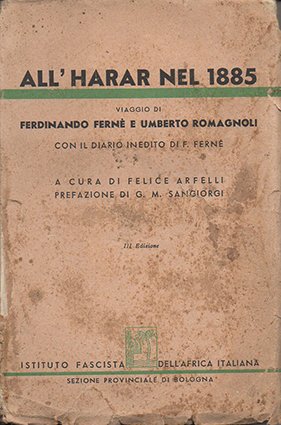 ALL'HARAR NEL 1885
VIAGGIO DI
FERDINANDO FERNÈ E UMBERTO ROMAGNOLI
CON IL DIARIO INEDITO DI F. FERNÈ
A CURA DI FELICE ARFELLI
PREFAZIONE DI G. M. SANGIORGI
III Edizione
ISTITUTO FASCISTA DELL'AFRICA ITALIANA
SEZIONE PROVINCIALE DI BOLOGNA